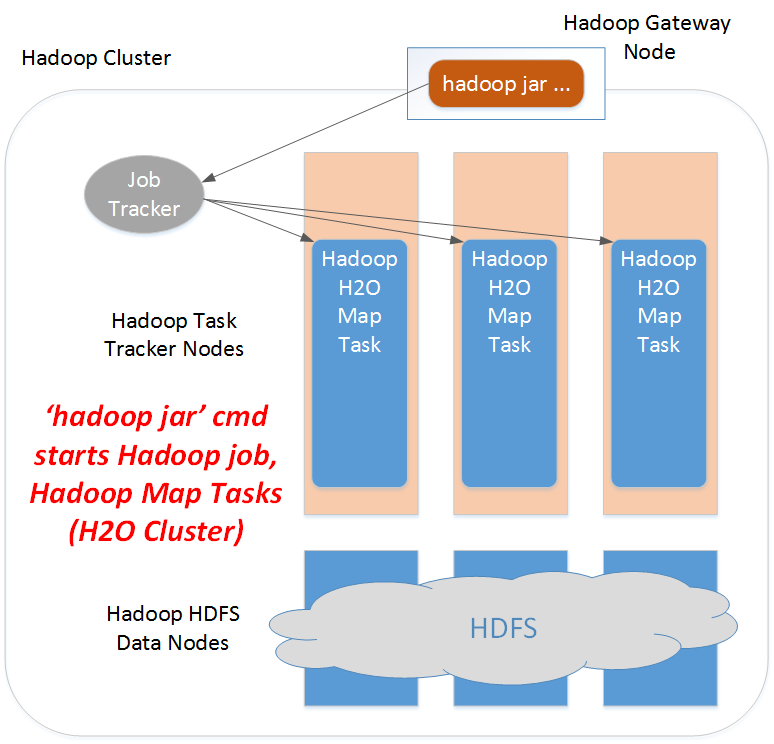 Hadoop Cluster
Hadoop Gateway
Node
hadoop jar ...
Job
Tracker
Hadoop
H2O
Map
Task
Hadoop
H2O
Map
Task
Hadoop
H2O
Map
Task
Hadoop Task
Tracker Nodes
‘hadoop jar’ cmd
starts Hadoop job,
Hadoop Map Tasks
(H2O Cluster)
Hadoop HDFS
Data Nodes
HDFS